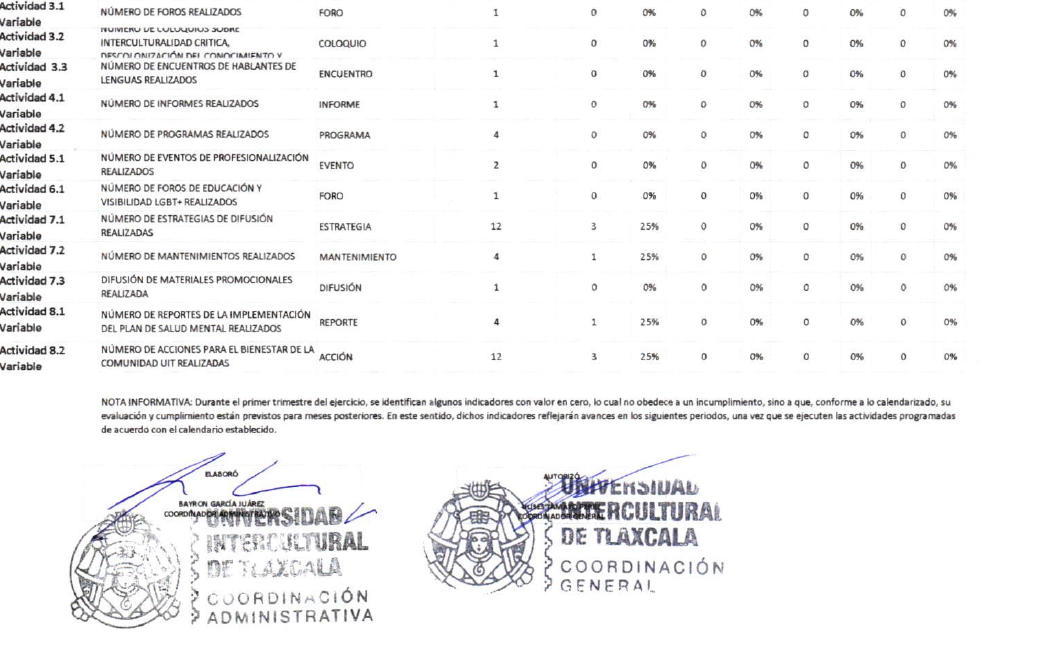 Actividad 3.1 NÚMERO DE FOROS REALIZADOS FORO 1 0 0% 0 0% 0 0% 0 0%
Variable
Actividad 3.2 NÚMERO DE COLOQUIOS SOBRE
INTERCULTURALIDAD CRITICA, COLOQUIO 1 0 0% 0 0% 0 0% 0 0%
Variable DESCOLONIZACIÓN DEL CONOCIMIENTO Y
Actividad 3.3 NÚMERO DE ENCUENTROS DE HABLANTES DE ENCUENTRO 1 0 0% 0 0% 0 0% 0 0%
Variable LENGUAS REALIZADOS
Actividad 4.1 NÚMERO DE INFORMES REALIZADOS INFORME 1 0 0% 0 0% 0 0% 0 0%
Variable
Actividad 4.2 NÚMERO DE PROGRAMAS REALIZADOS PROGRAMA 4 0 0% 0 0% 0 0% 0 0%
Variable
Actividad 5.1 NÚMERO DE EVENTOS DE PROFESIONALIZACIÓN EVENTO 2 0 0% 0 0% 0 0% 0 0%
Variable REALIZADOS
Actividad 6.1 NÚMERO DE FOROS DE EDUCACIÓN Y FORO 1 0 0% 0 0% 0 0% 0 0%
Variable VISIBILIDAD LGBT+ REALIZADOS
Actividad 7.1 NÚMERO DE ESTRATEGIAS DE DIFUSIÓN ESTRATEGIA 12 3 25% 0 0% 0 0% 0 0%
Variable REALIZADAS
Actividad 7.2 NÚMERO DE MANTENIMIENTOS REALIZADOS MANTENIMIENTO 4 1 25% 0 0% 0 0% 0 0%
Variable
Actividad 7.3 DIFUSIÓN DE MATERIALES PROMOCIONALES DIFUSIÓN 1 0 0% 0 0% 0 0% 0 0%
Variable REALIZADA
Actividad 8.1 NÚMERO DE REPORTES DE LA IMPLEMENTACIÓN REPORTE 4 1 25% 0 0% 0 0% 0 0%
Variable DEL PLAN DE SALUD MENTAL REALIZADOS
Actividad 8.2 NÚMERO DE ACCIONES PARA EL BIENESTAR DE LA ACCIÓN 12 3 25% 0 0% 0 0% 0 0%
Variable COMUNIDAD UIT REALIZADAS
NOTA INFORMATIVA: Durante el primer trimestre del ejercicio, se identifican algunos indicadores con valor en cero, lo cual no obedece a un incumplimiento, sino a que, conforme a lo calendarizado, su
evaluación y cumplimiento están previstos para meses posteriores. En este sentido, dichos indicadores reflejarán avances en los siguientes periodos, una vez que se ejecuten las actividades programadas
de acuerdo con el calendario establecido.
ELABORÓ
BAYRON GARCÍA JUÁREZ
COORDINADOR ADMINISTRATIVO
UNIVERSIDAD
INTERCULTURAL
DE TLAXCALA
COORDINACIÓN
ADMINISTRATIVA
AUTORIZÓ
COORDINADOR GENERAL
UNIVERSIDAD
INTERCULTURAL
DE TLAXCALA
COORDINACIÓN
GENERAL